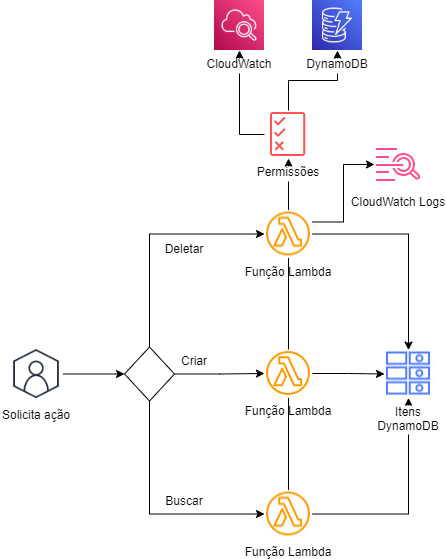 CloudWatch
DynamoDB
Permissões
CloudWatch Logs
Deletar
Função Lambda
Criar
Solicita ação
Função Lambda
Itens
DynamoDB
Buscar
Função Lambda